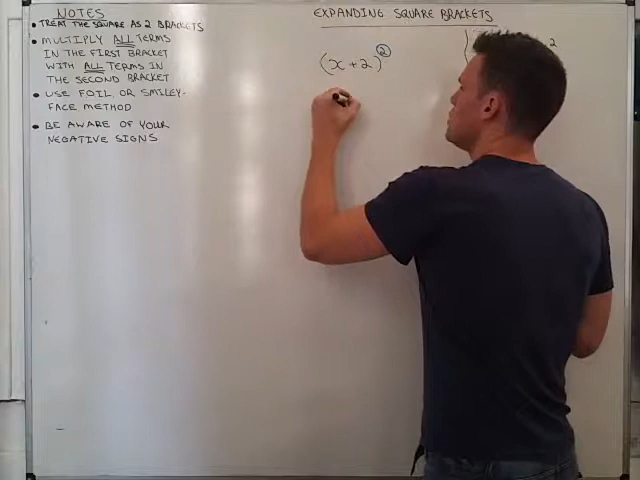 NOTES
• TREAT THE SQUARE AS 2 BRACKETS
• MULTIPLY ALL TERMS
IN THE FIRST BRACKET
WITH ALL TERMS IN
THE SECOND BRACKET
• USE FOIL OR SMILEY-
FACE METHOD
• BE AWARE OF YOUR
NEGATIVE SIGNS
EXPANDING SQUARE BRACKETS
(x+2)²
2